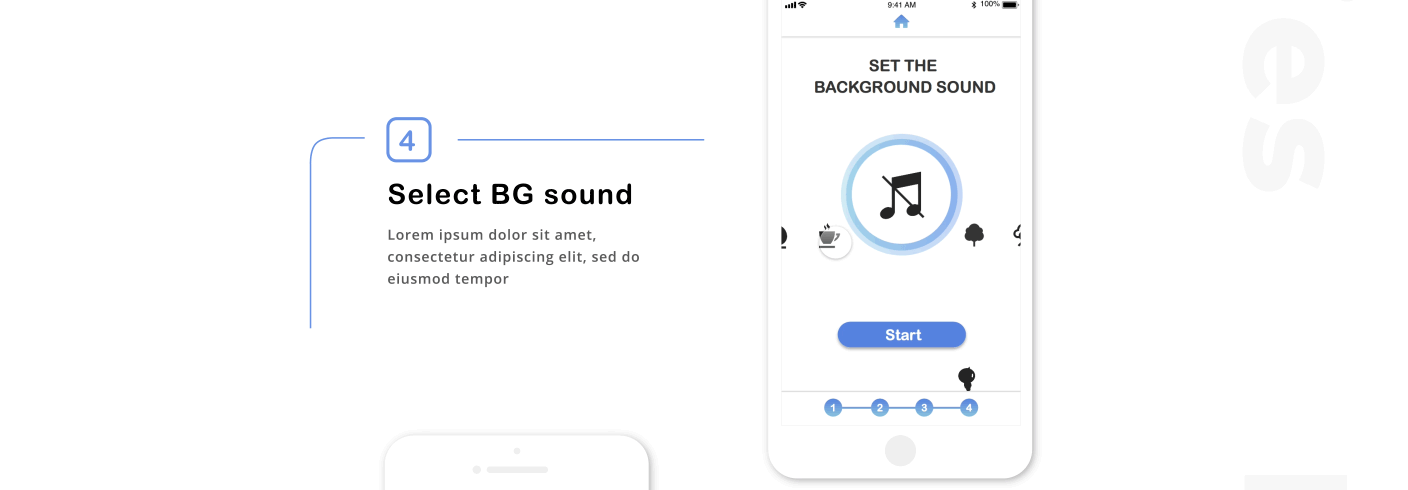 9:41 AM
100%
SET THE
BACKGROUND SOUND
4
Select BG sound
Lorem ipsum dolor sit amet,
consectetur adipiscing elit, sed do
eiusmod tempor
Start
1 2 3 4
es